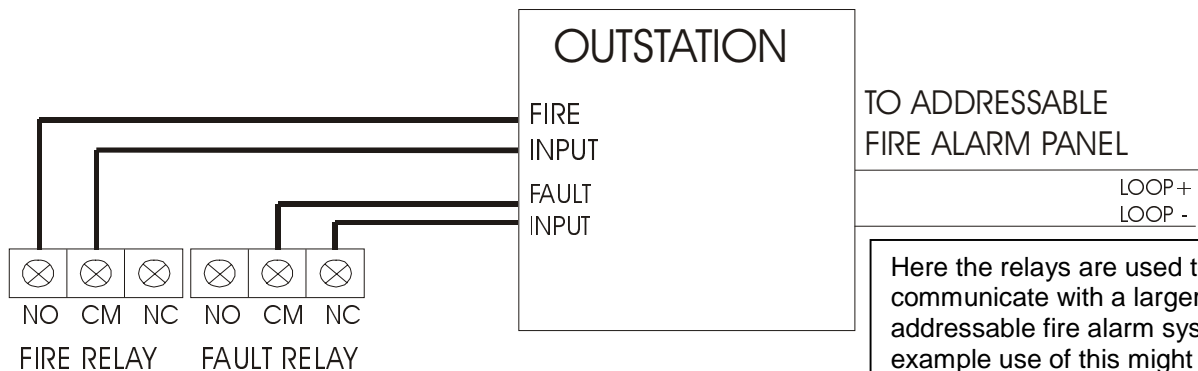 OUTSTATION
FIRE
INPUT
FAULT
INPUT
TO ADDRESSABLE
FIRE ALARM PANEL
LOOP+
LOOP -
NO CM NC NO CM NC
FIRE RELAY FAULT RELAY
Here the relays are used
communicate with a larger
addressable fire alarm
example use of this might